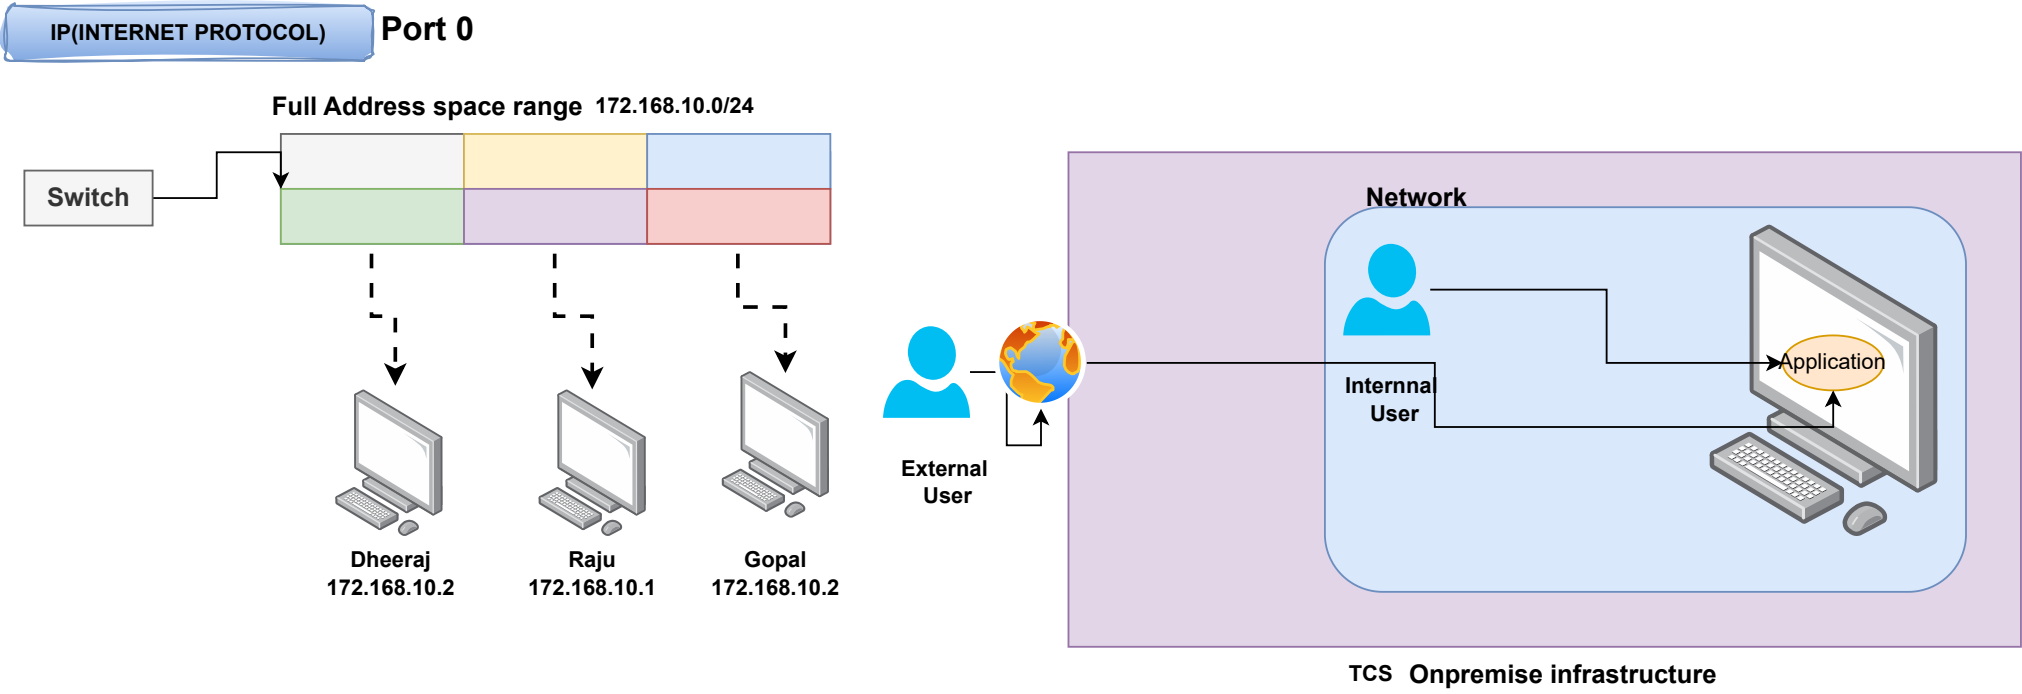 IP(INTERNET PROTOCOL)
Port 0
Full Address space range 172.168.10.0/24
Switch
Dheeraj
172.168.10.2
Raju
172.168.10.1
Gopal
172.168.10.2
External
User
Network
Internnal
User
Application
TCS Onpremise infrastructure